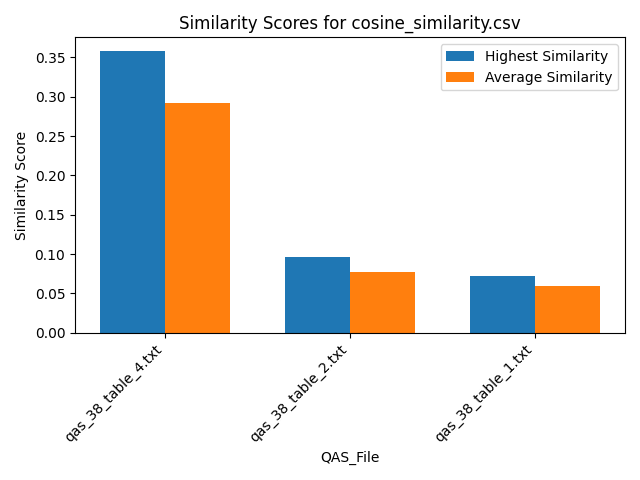 Similarity Scores for cosine_similarity.csv
Highest Similarity
Average Similarity
Similarity Score
0.35
0.30
0.25
0.20
0.15
0.10
0.05
0.00
qas_38_table_4.txt
qas_38_table_2.txt
qas_38_table_1.txt
QAS_File